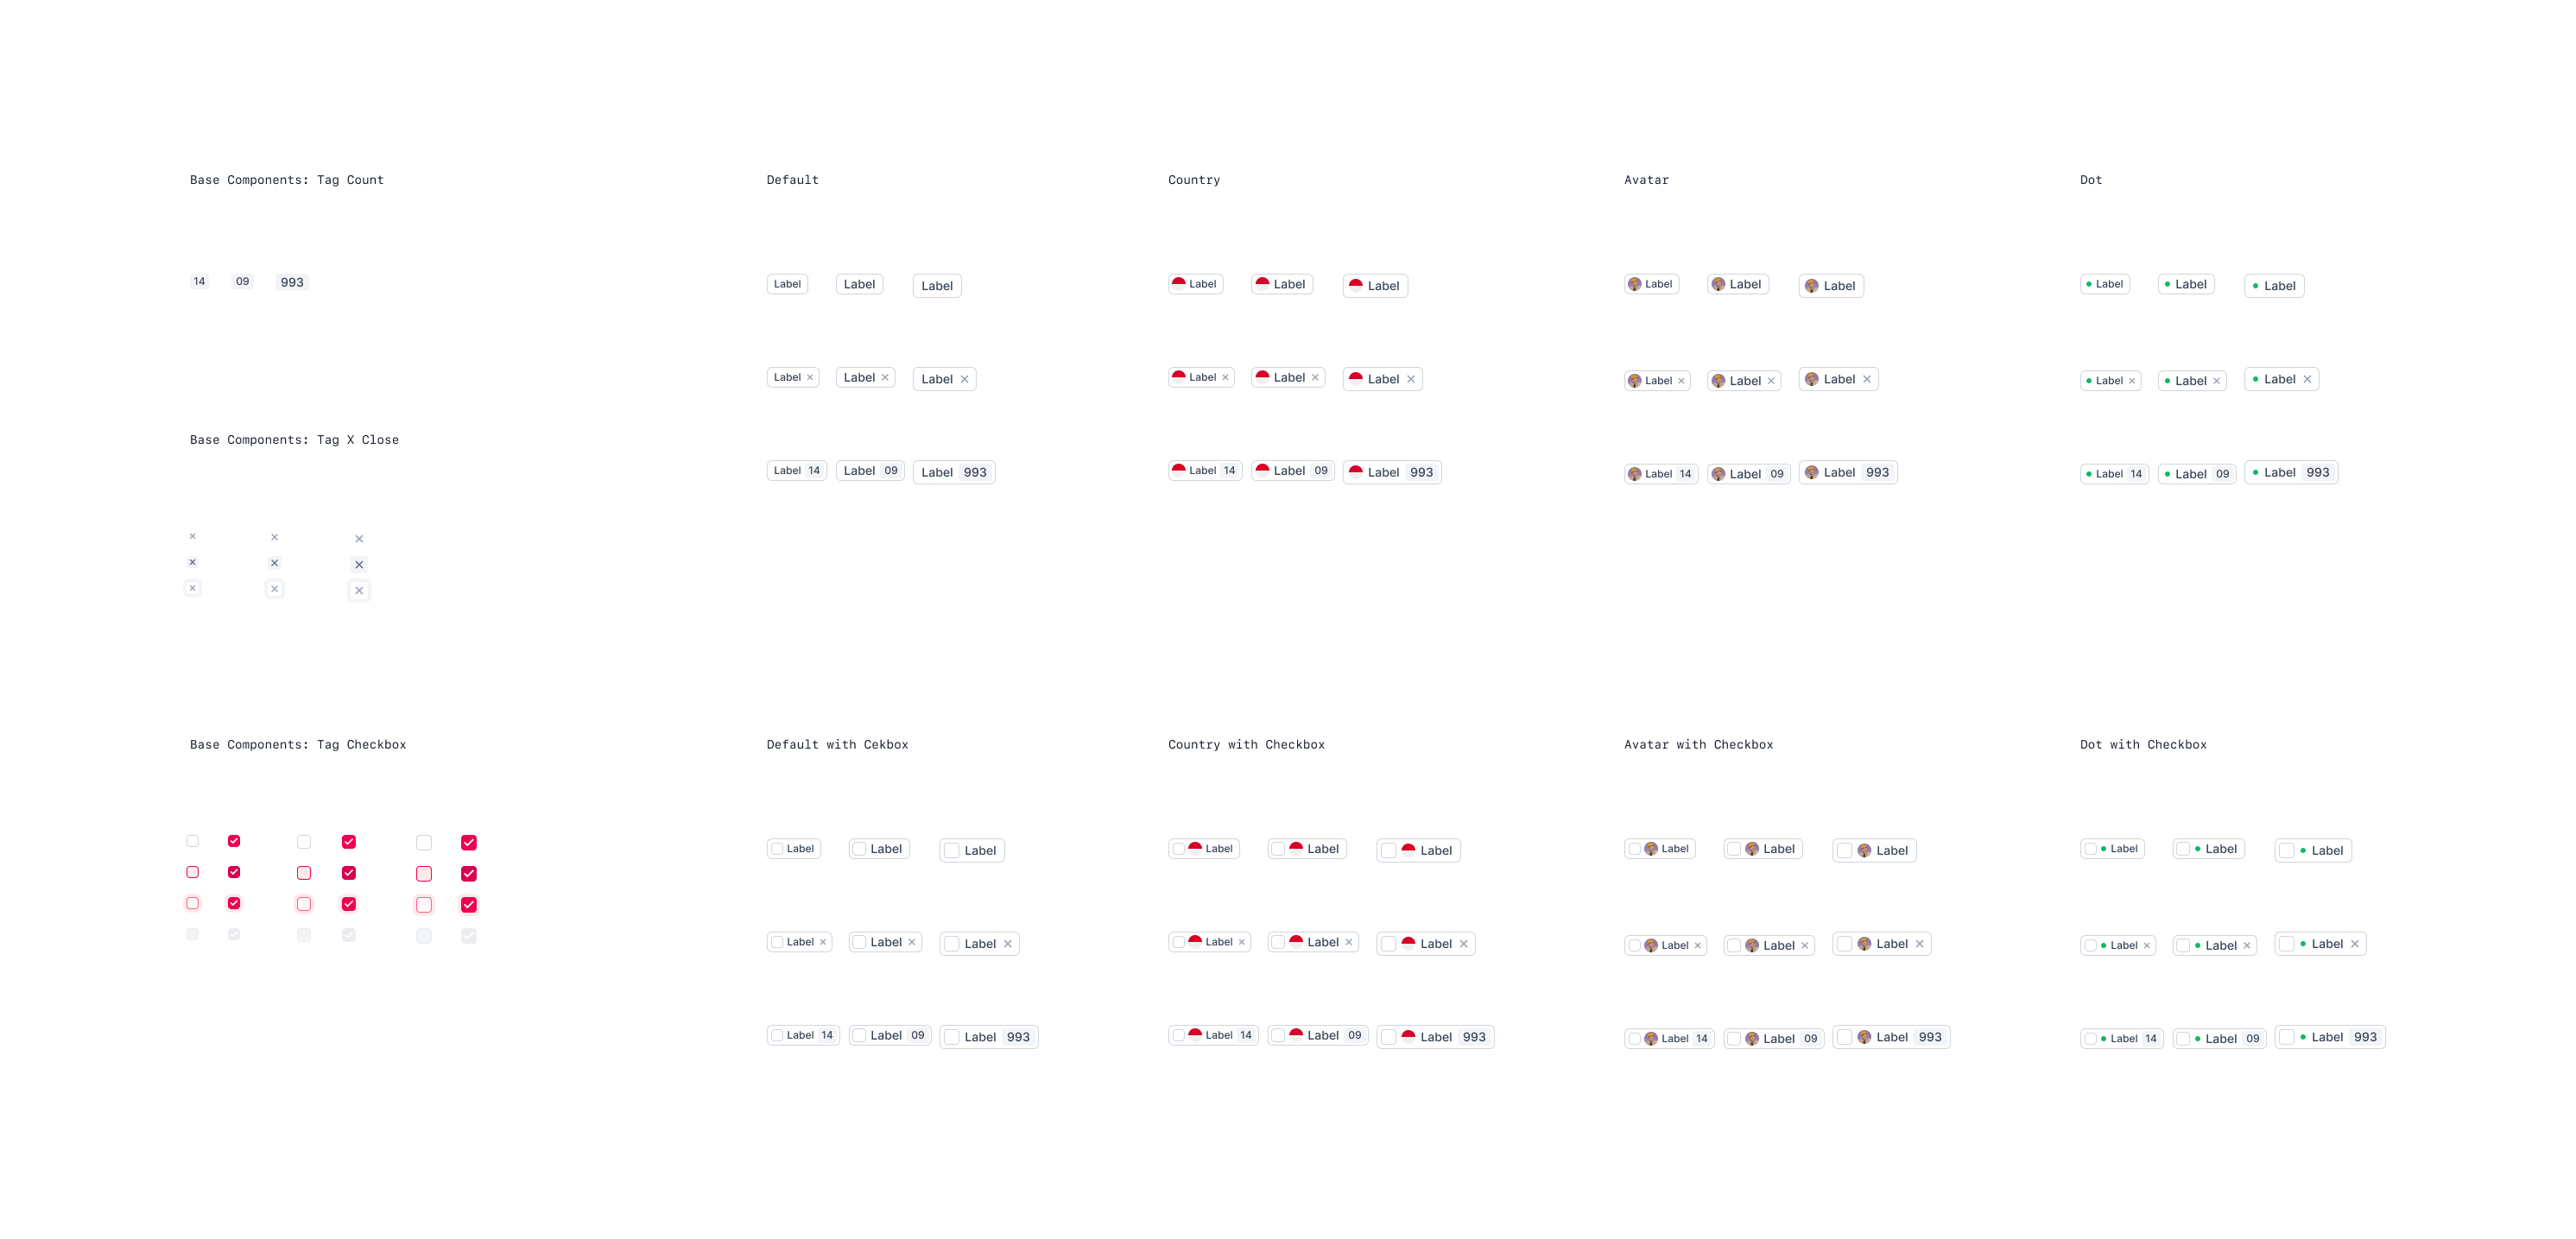 Base Components: Tag Count
Default
Country
Avatar
Dot
14 09 993
Label Label Label
Label Label Label
Label Label Label
Label Label Label
Label Label Label
Label Label Label
Label Label Label
Label Label Label
Base Components: Tag X Close
Label 14 Label 09 Label 993
Label 14 Label 09 Label 993
Label 14 Label 09 Label 993
Label 14 Label 09 Label 993
Base Components: Tag Checkbox
Default with Cekbox
Country with Checkbox
Avatar with Checkbox
Dot with Checkbox
Label Label Label
Label Label Label
Label Label Label
Label Label Label
Label Label Label
Label Label Label
Label Label Label
Label Label Label
Label 14 Label 09 Label 993
Label 14 Label 09 Label 993
Label 14 Label 09 Label 993
Label 14 Label 09 Label 993